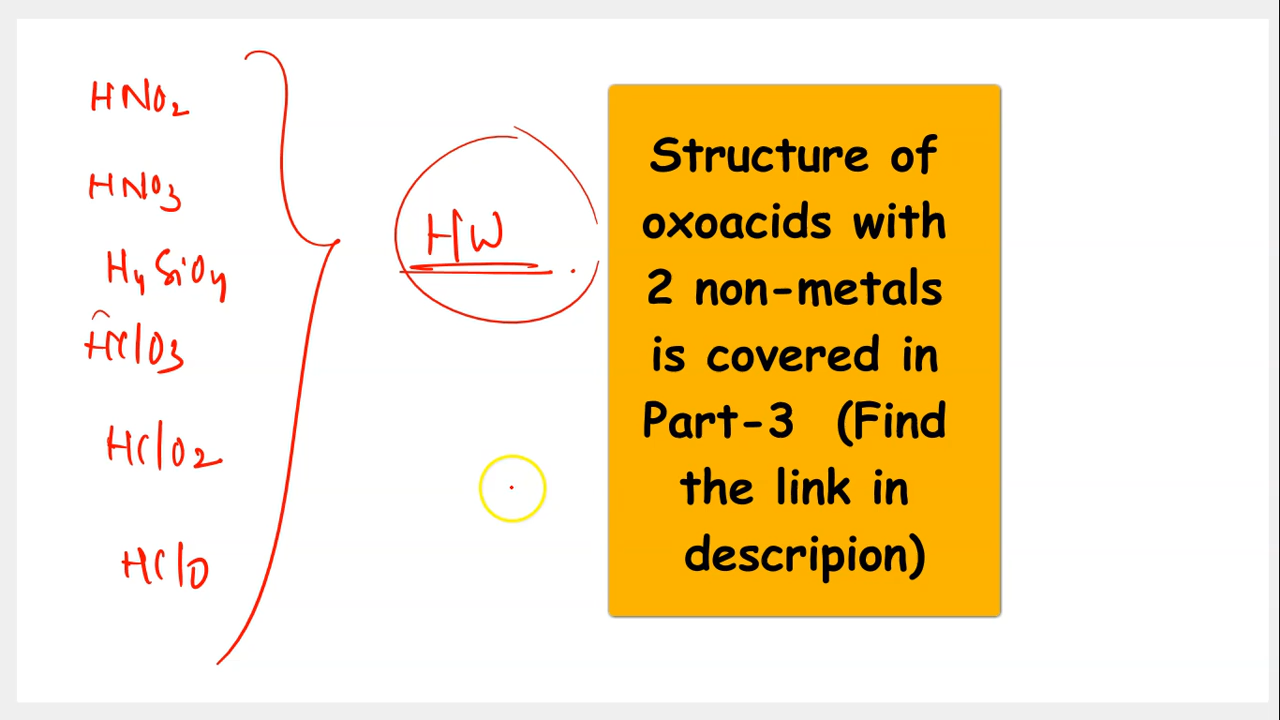 HNO2
HNO3
H4SiO4
HClO3
HClO2
HClO
HW
Structure of
oxoacids with
2 non-metals
is covered in
Part-3 (Find
the link in
descripion)